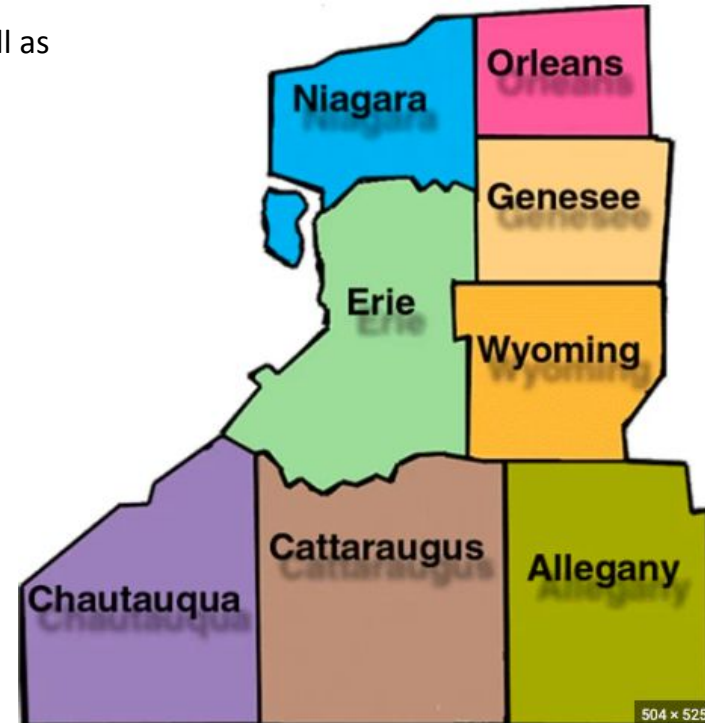 ll as
Orleans
Niagara
Genesee
Erie
Wyoming
Cattaraugus
Allegany
Chautauqua
504 × 525